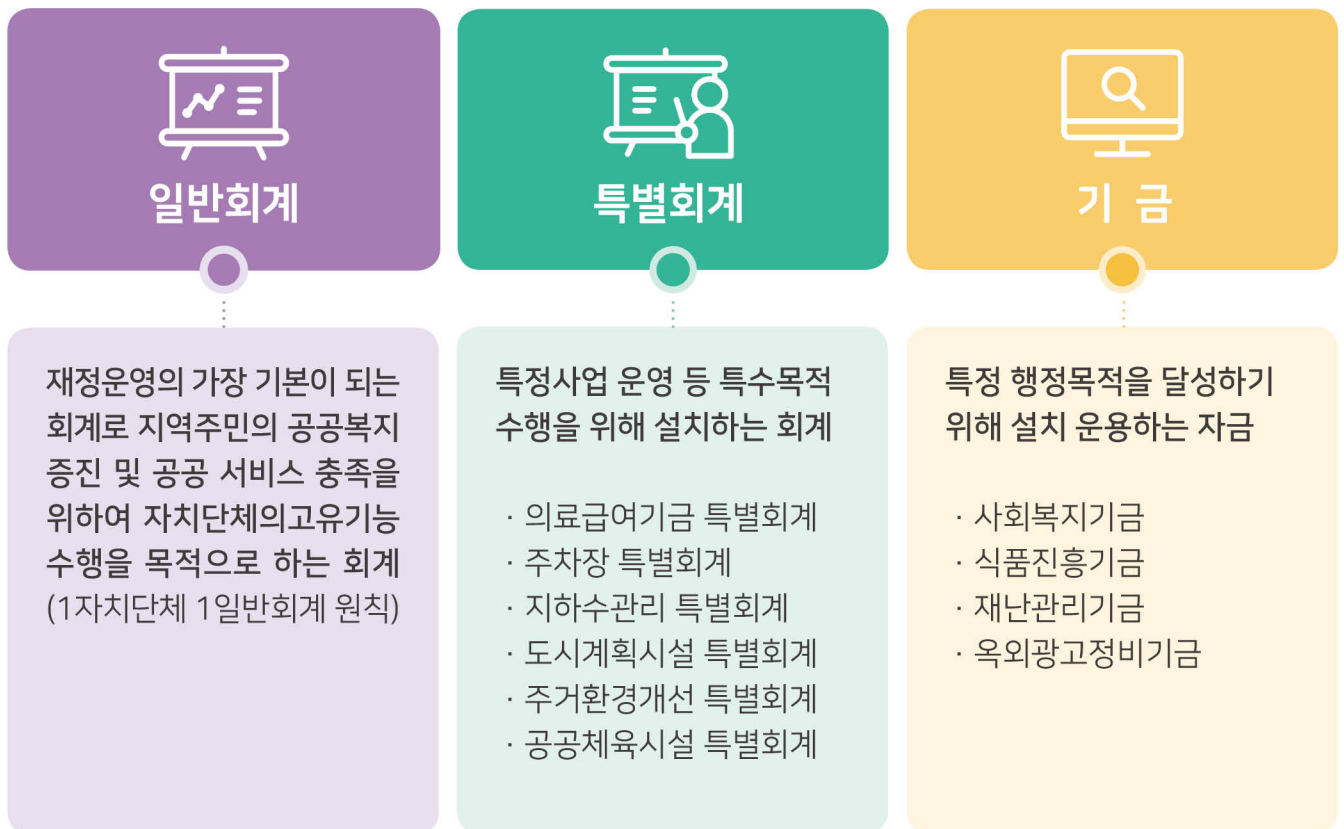 일반회계
재정운영의 가장 기본이 되는
회계로 지역주민의 공공복지
증진 및 공공 서비스 충족을
위하여 자치단체의고유기능
수행을 목적으로 하는 회계
(1자치단체 1일반회계 원칙)
특별회계
특정사업 운영 등 특수목적
수행을 위해 설치하는 회계
· 의료급여기금 특별회계
· 주차장 특별회계
· 지하수관리 특별회계
· 도시계획시설 특별회계
· 주거환경개선 특별회계
· 공공체육시설 특별회계
기 금
특정 행정목적을 달성하기
위해 설치 운용하는 자금
· 사회복지기금
· 식품진흥기금
· 재난관리기금
· 옥외광고정비기금